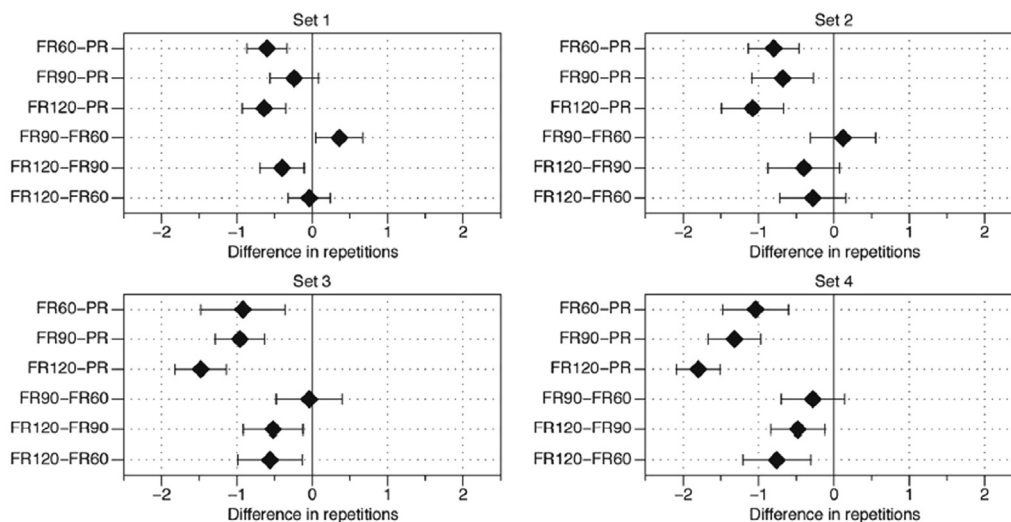 Set 1
FR60−PR
FR90−PR
FR120−PR
FR90−FR60
FR120−FR90
FR120−FR60
−2 −1 0 1 2
Difference in repetitions
Set 2
FR60−PR
FR90−PR
FR120−PR
FR90−FR60
FR120−FR90
FR120−FR60
−2 −1 0 1 2
Difference in repetitions
Set 3
FR60−PR
FR90−PR
FR120−PR
FR90−FR60
FR120−FR90
FR120−FR60
−2 −1 0 1 2
Difference in repetitions
Set 4
FR60−PR
FR90−PR
FR120−PR
FR90−FR60
FR120−FR90
FR120−FR60
−2 −1 0 1 2
Difference in repetitions